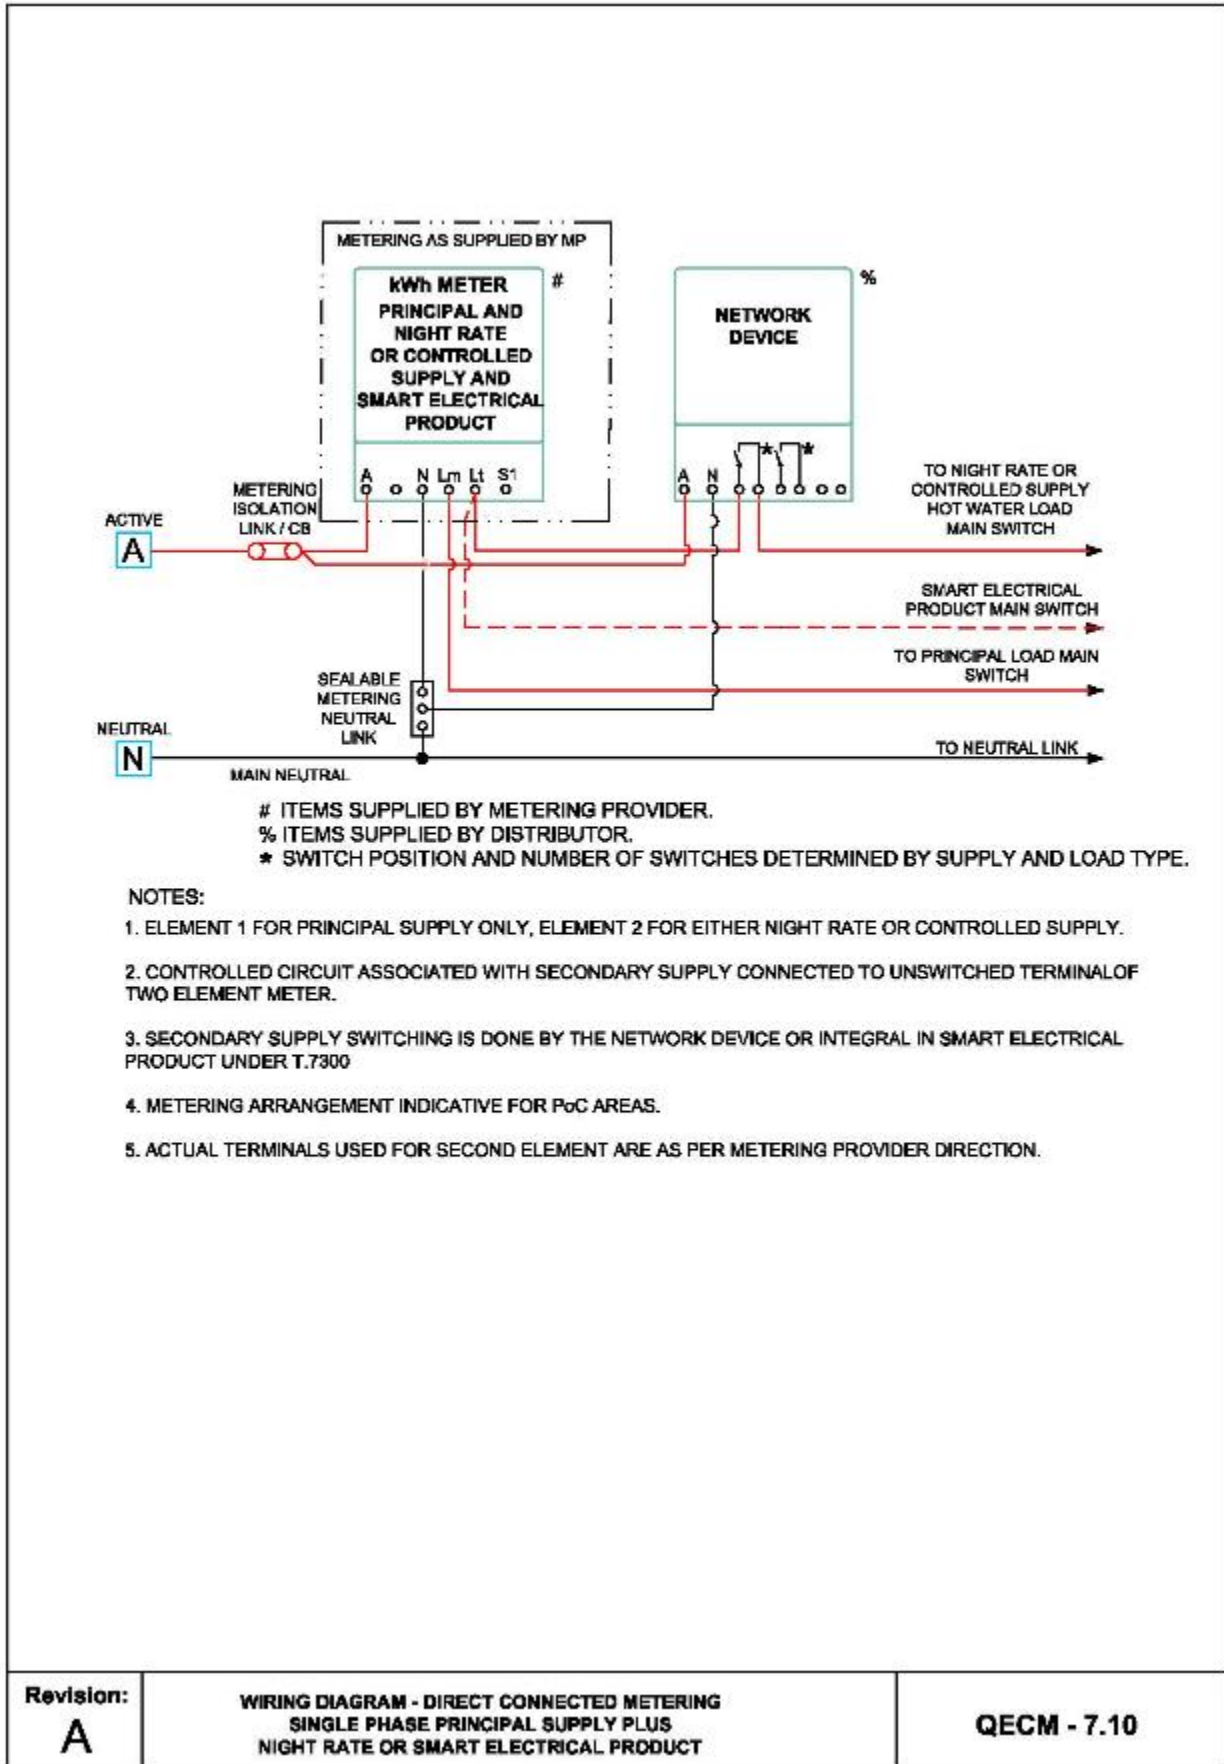 METERING AS SUPPLIED BY MP
kWh METER
#
PRINCIPAL AND
NIGHT RATE
OR CONTROLLED
SUPPLY AND
SMART ELECTRICAL
PRODUCT
A N Lm Lt S1
NETWORK
DEVICE
%
* *
A N
METERING
ISOLATION
LINK / CB
ACTIVE
A
TO NIGHT RATE OR
CONTROLLED SUPPLY
HOT WATER LOAD
MAIN SWITCH
SMART ELECTRICAL
PRODUCT MAIN SWITCH
TO PRINCIPAL LOAD MAIN
SWITCH
SEALABLE
METERING
NEUTRAL
LINK
NEUTRAL
N
MAIN NEUTRAL
TO NEUTRAL LINK
# ITEMS SUPPLIED BY METERING PROVIDER.
% ITEMS SUPPLIED BY DISTRIBUTOR.
* SWITCH POSITION AND NUMBER OF SWITCHES DETERMINED BY SUPPLY AND LOAD TYPE.
NOTES:
1. ELEMENT 1 FOR PRINCIPAL SUPPLY ONLY, ELEMENT 2 FOR EITHER NIGHT RATE OR CONTROLLED SUPPLY.
2. CONTROLLED CIRCUIT ASSOCIATED WITH SECONDARY SUPPLY CONNECTED TO UNSWITCHED TERMINALOF
TWO ELEMENT METER.
3. SECONDARY SUPPLY SWITCHING IS DONE BY THE NETWORK DEVICE OR INTEGRAL IN SMART ELECTRICAL
PRODUCT UNDER T.7300
4. METERING ARRANGEMENT INDICATIVE FOR PoC AREAS.
5. ACTUAL TERMINALS USED FOR SECOND ELEMENT ARE AS PER METERING PROVIDER DIRECTION.
Revision:
A
WIRING DIAGRAM - DIRECT CONNECTED METERING
SINGLE PHASE PRINCIPAL SUPPLY PLUS
NIGHT RATE OR SMART ELECTRICAL PRODUCT
QECM - 7.10